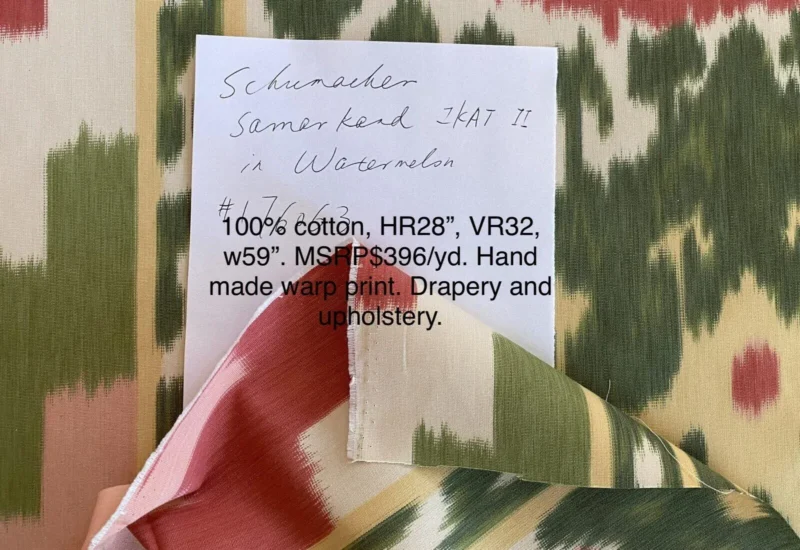 Schumacher
Samarkand IKAT II
in Watermelon
#176063
100% cotton, HR28”, VR32,
w59”. MSRP$396/yd. Hand
made warp print. Drapery and
upholstery.